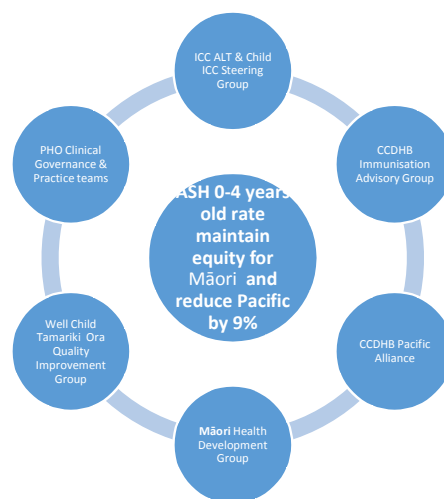 ICC ALT & Child
ICC Steering
Group
CCDHB
Immunisation
Advisory Group
CCDHB Pacific
Alliance
Māori Health
Development
Group
Well Child
Tamariki Ora
Quality
Improvement
Group
PHO Clinical
Governance &
Practice teams
ASH 0-4 years
old rate
maintain
equity for
Māori and
reduce Pacific
by 9%